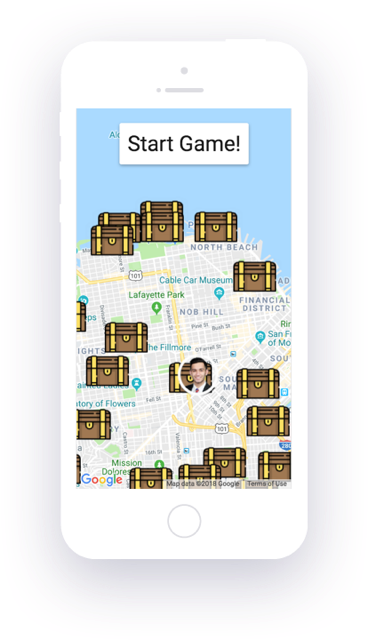 Start Game!
NORTH BEACH
101
Cable Car Museum
FINANCIAL
DISTRICT
Lafayette Park
NOB HILL
Pine St
Bush St
O'Farrell St
The Fillmore
Fell St
101
280
Mission
Dolores
Google
Map data ©2018 Google
Terms of Use